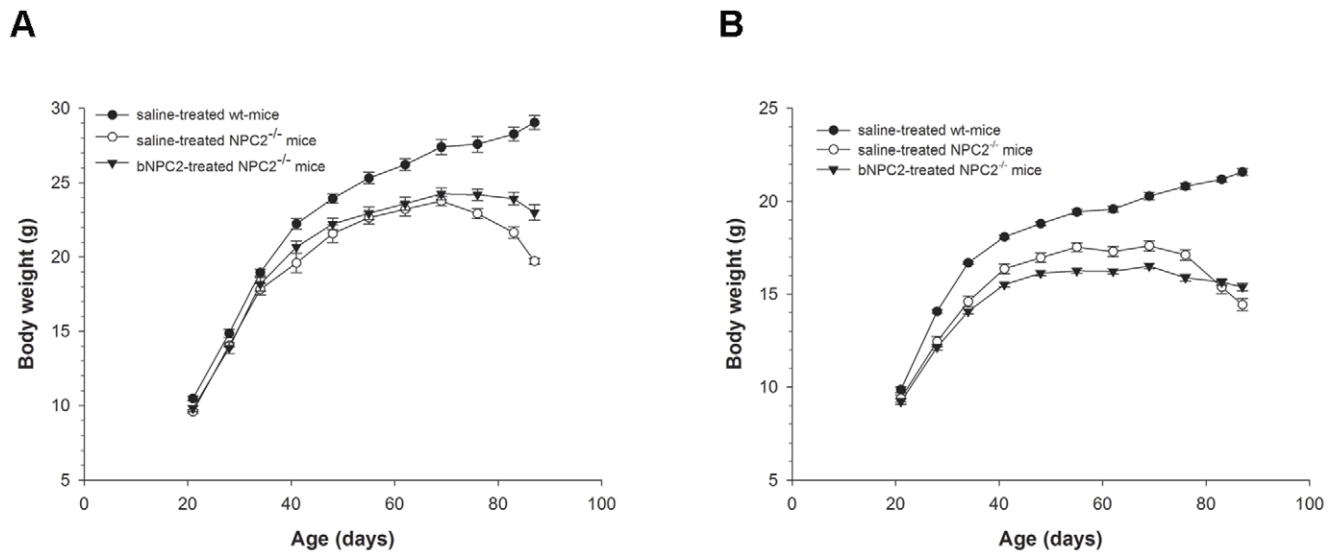 A
saline-treated wt-mice
saline-treated NPC2-/- mice
bNPC2-treated NPC2-/- mice
30
25
20
15
10
5
0
20
40
60
80
100
Body weight (g)
Age (days)
B
saline-treated wt-mice
saline-treated NPC2-/- mice
bNPC2-treated NPC2-/- mice
25
20
15
10
5
0
20
40
60
80
100
Body weight (g)
Age (days)